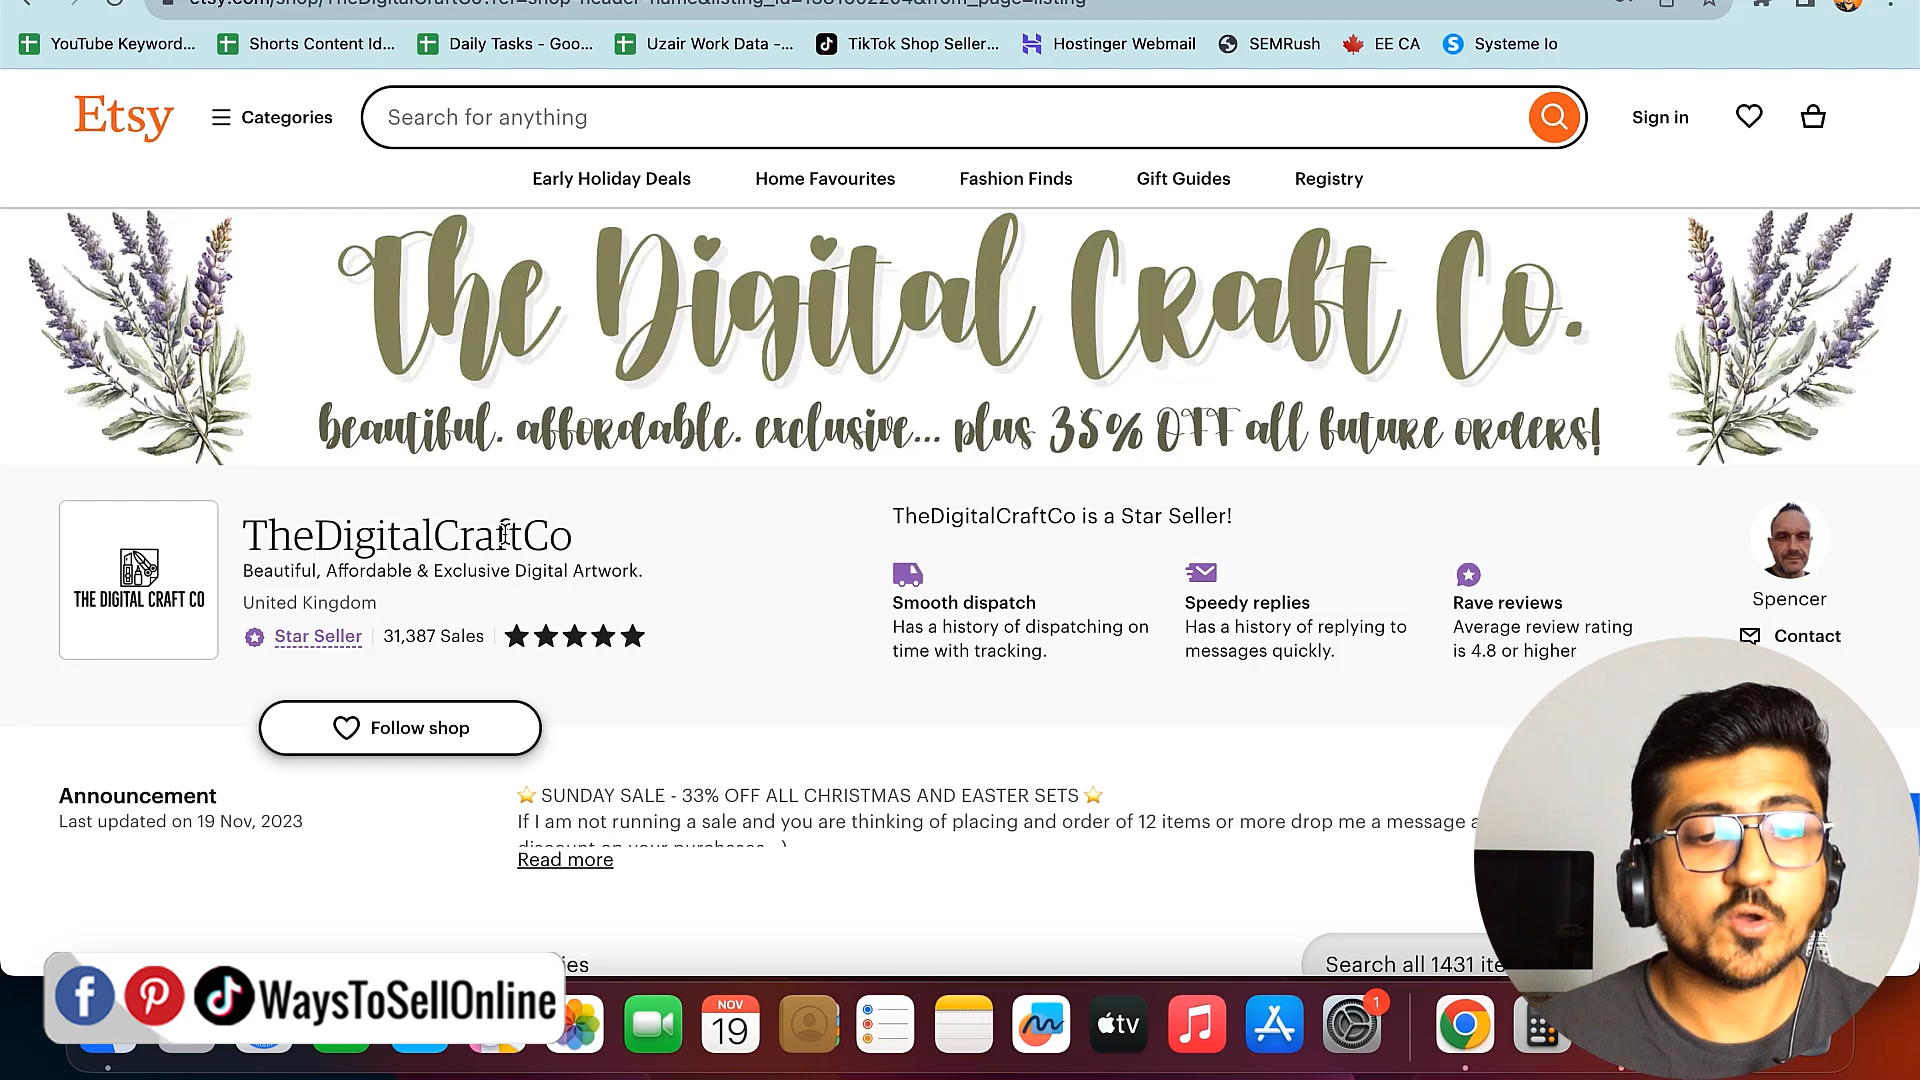 etsy.com/shop/TheDigitalCraftCo?ref=shop-header-name&listing_id=1381602204&from_page=listing
YouTube Keyword...
Shorts Content Id...
Daily Tasks - Goo...
Uzair Work Data -...
TikTok Shop Seller...
Hostinger Webmail
SEMRush
EE CA
Systeme Io
Etsy
Categories
Search for anything
Sign in
Early Holiday Deals
Home Favourites
Fashion Finds
Gift Guides
Registry
The Digital Craft Co.
beautiful. affordable. exclusive... plus 35% OFF all future orders!
THE DIGITAL CRAFT CO
TheDigitalCraftCo
Beautiful, Affordable & Exclusive Digital Artwork.
United Kingdom
Star Seller
31,387 Sales
TheDigitalCraftCo is a Star Seller!
Smooth dispatch
Has a history of dispatching on
time with tracking.
Speedy replies
Has a history of replying to
messages quickly.
Rave reviews
Average review rating
is 4.8 or higher
Spencer
Contact
Follow shop
Announcement
Last updated on 19 Nov, 2023
SUNDAY SALE - 33% OFF ALL CHRISTMAS AND EASTER SETS
If I am not running a sale and you are thinking of placing and order of 12 items or more drop me a message a
discount on your purchases :)
Read more
Search all 1431 ite
WaysToSellOnline
NOV
19
tv
1